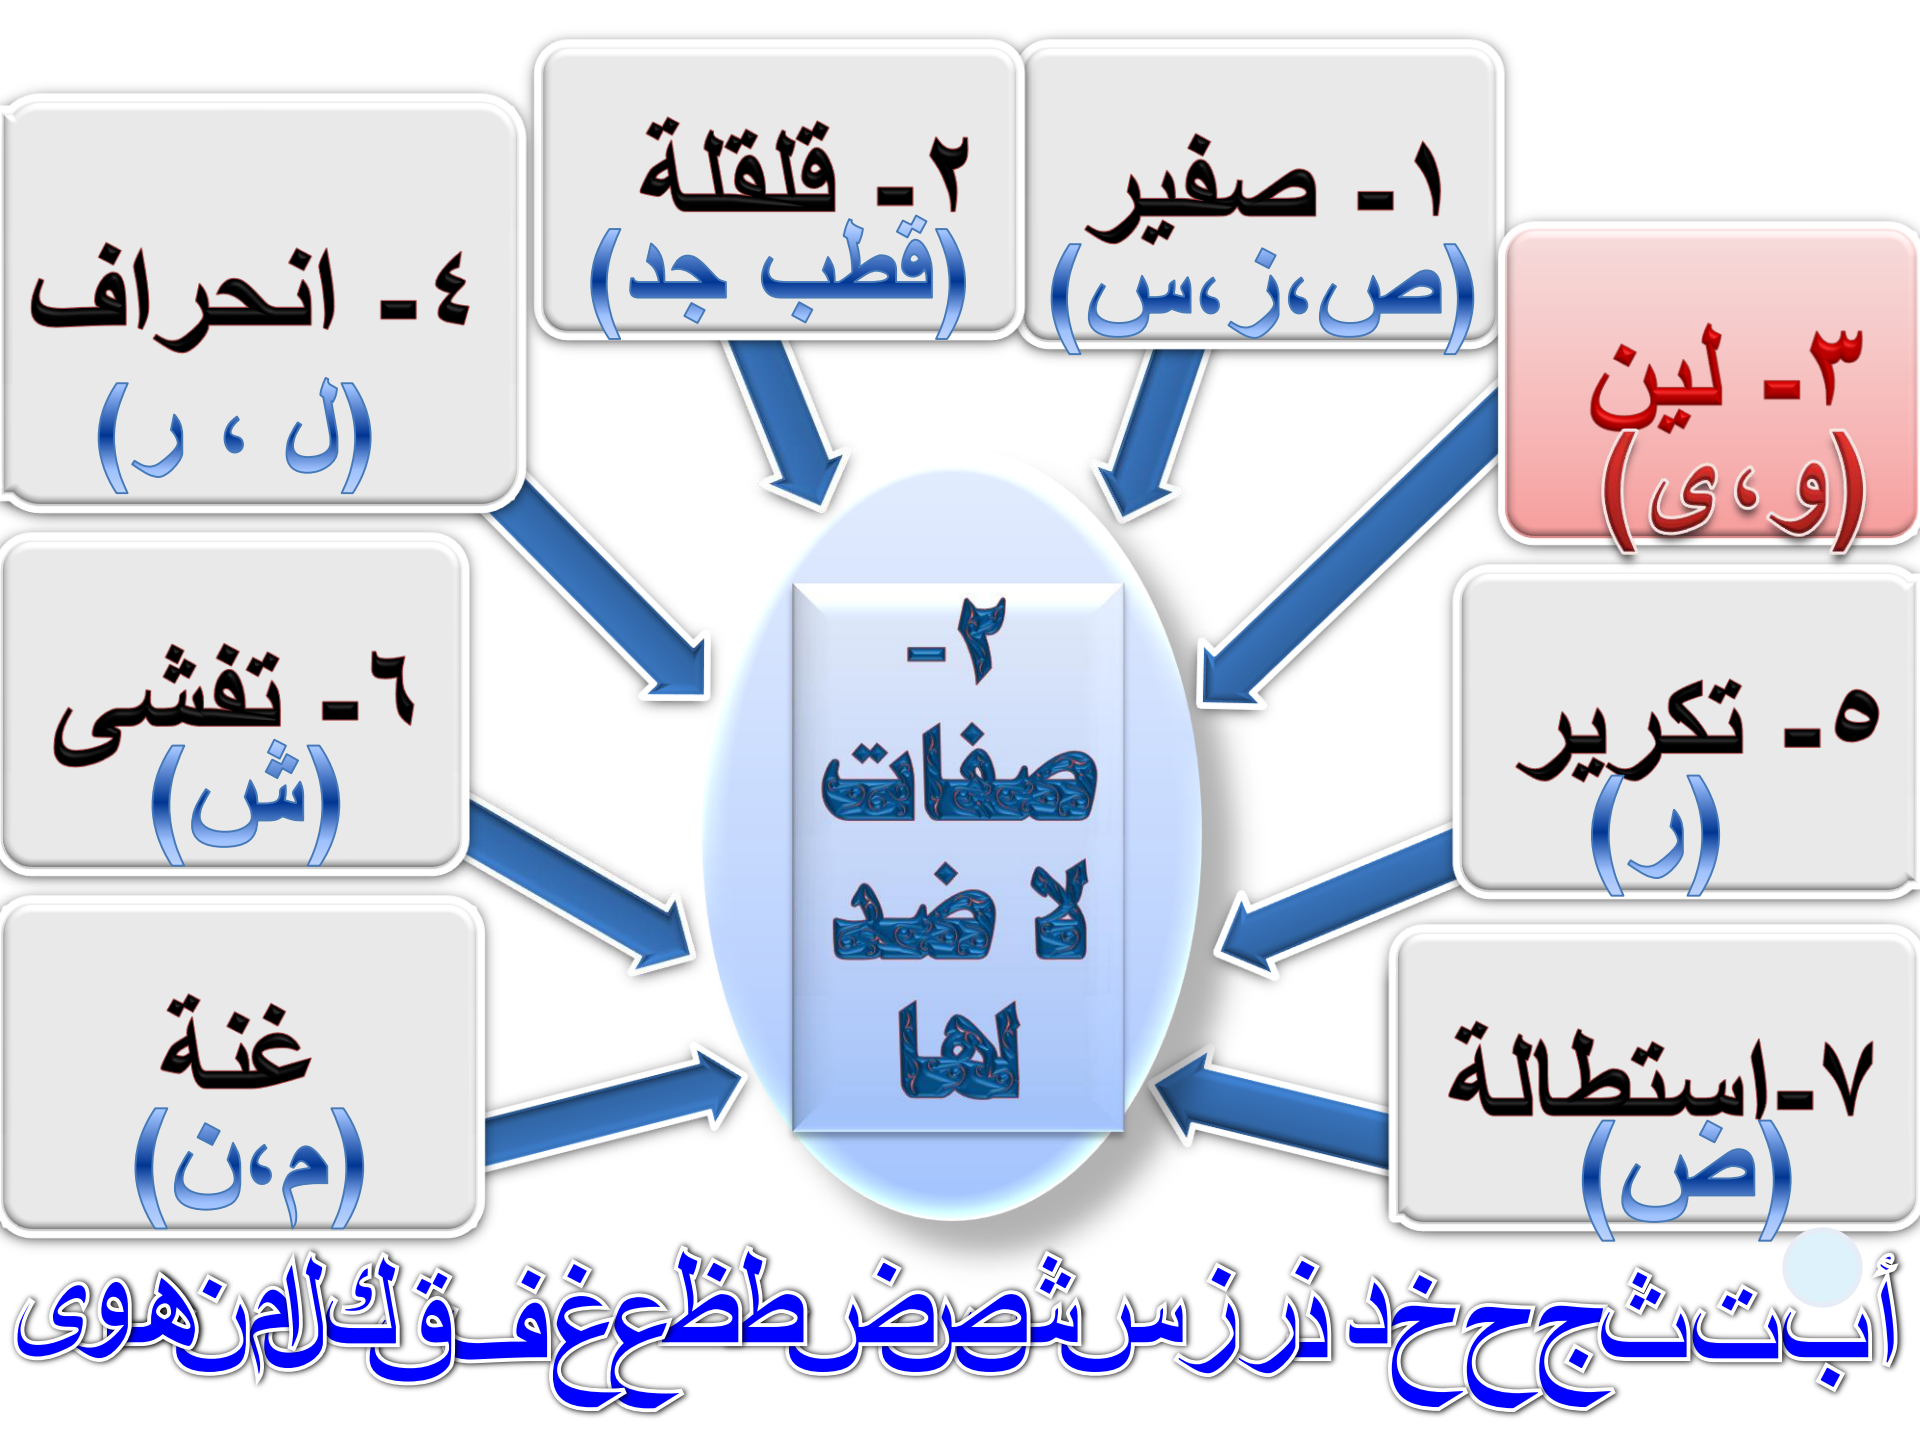 ١- صفير
(ص،ز،س)
٢- قلقلة
(قطب جد)
٣- لين
(و،ى)
٤- انحراف
(ل ، ر)
٥- تكرير
(ر)
٦- تفشى
(ش)
٧-استطالة
(ض)
غنة
(م،ن)
٢-
صفات
لا ضد
لها
أ ب ت ث ج ح خ د ذ ر ز س ش ص ض ط ظ ع غ ف ق ك ل م ن ه و ى